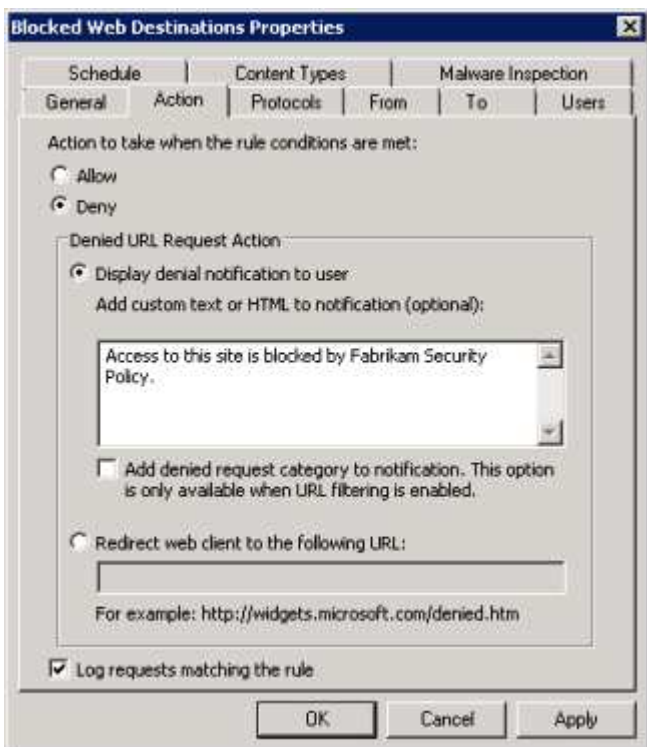 Blocked Web Destinations Properties
Schedule Content Types Malware Inspection
General Action Protocols From To Users
Action to take when the rule conditions are met:
Allow
Deny
Denied URL Request Action
Display denial notification to user
Add custom text or HTML to notification (optional):
Access to this site is blocked by Fabrikam Security
Policy.
Add denied request category to notification. This option
is only available when URL filtering is enabled.
Redirect web client to the following URL:
For example: http://widgets.microsoft.com/denied.htm
Log requests matching the rule
OK Cancel Apply